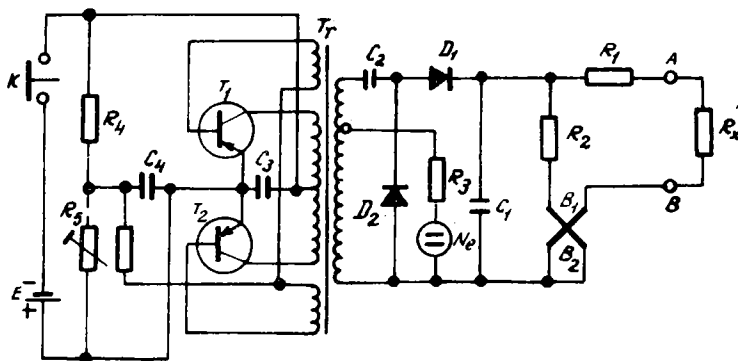 Tr
C₂
D₁
R₁
A
K
T₁
R₄
R₂
Rx
C₄
C₃
R₃
R₅
T₂
D₂
C₁
B₁
B
B₂
Ne
E
−
+